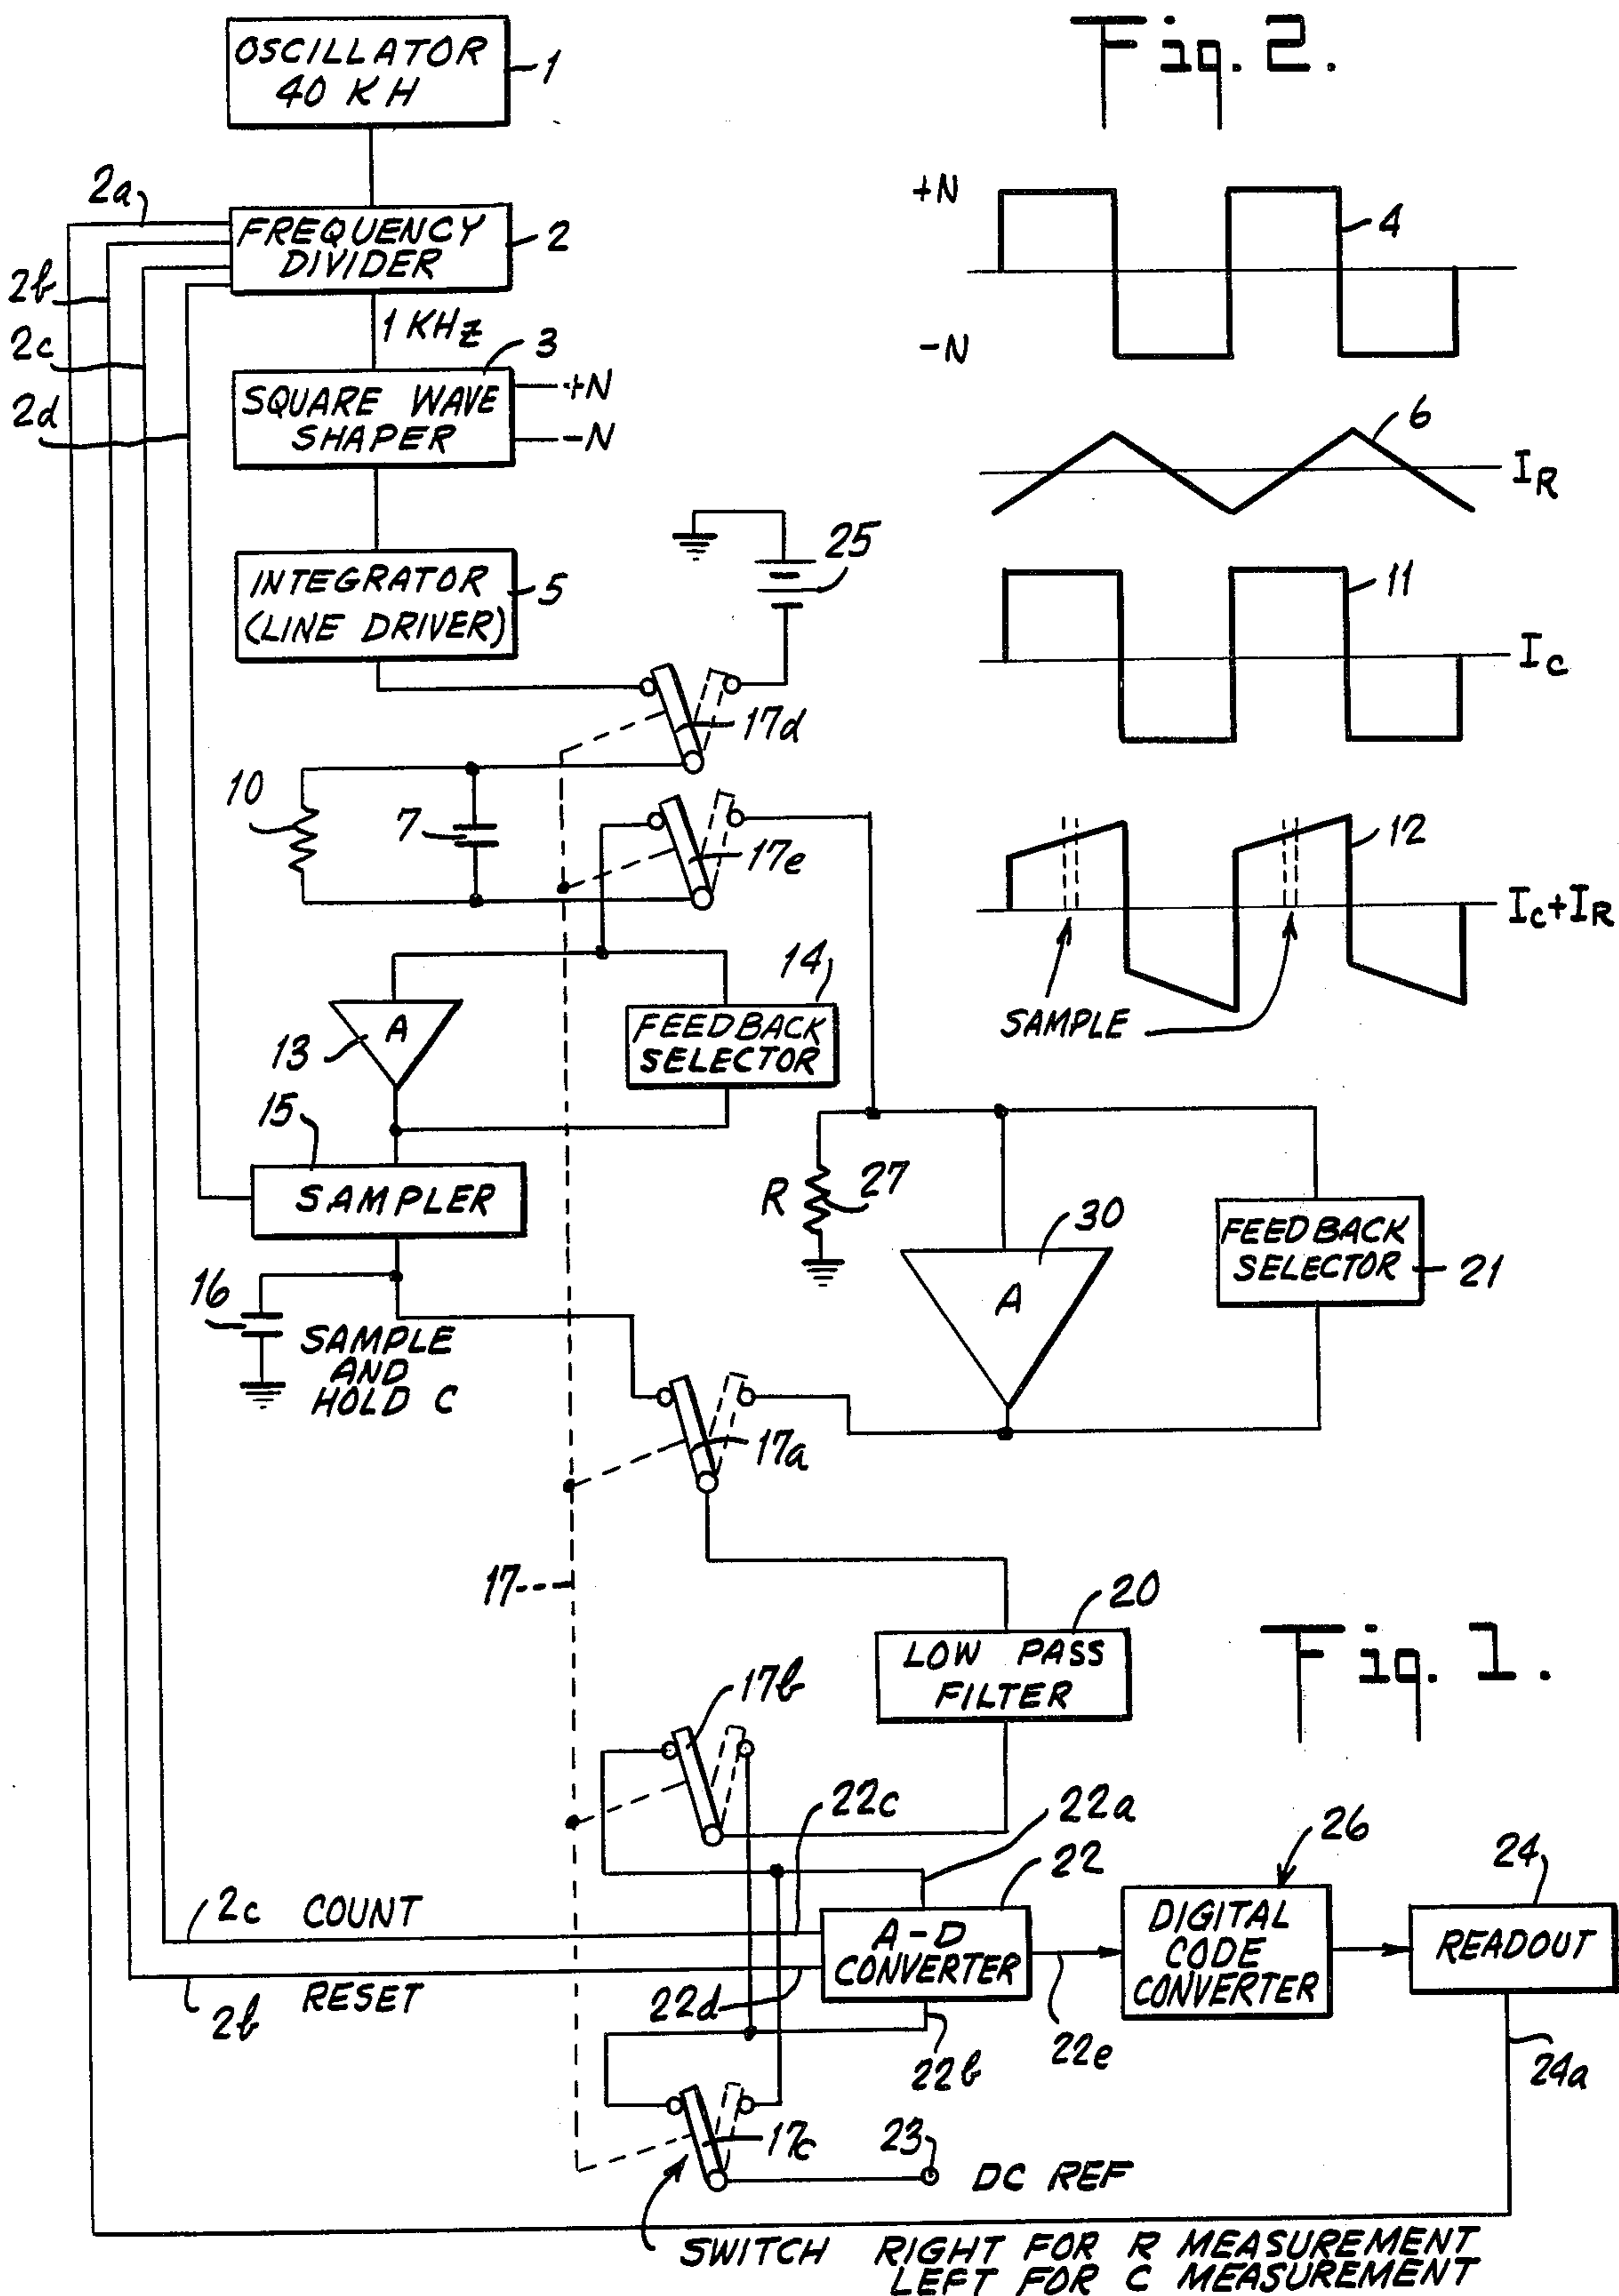 OSCILLATOR
40 KH
1
Fig. 2.
2a
FREQUENCY
DIVIDER
2
2b
2c
2d
1 KHz
3
SQUARE WAVE
SHAPER
+N
-N
INTEGRATOR
(LINE DRIVER)
5
25
+N
-N
4
6
IR
11
IC
12
IC+IR
SAMPLE
17d
10
7
17e
14
FEEDBACK
SELECTOR
A
13
15
SAMPLER
R
27
30
A
FEEDBACK
SELECTOR
21
16
SAMPLE
AND
HOLD C
17a
17
20
LOW PASS
FILTER
Fig. 1.
17b
22c
22a
22
26
24
2c COUNT
A-D
CONVERTER
DIGITAL
CODE
CONVERTER
READOUT
2b RESET
22d
22b
22e
24a
17c
23
DC REF
SWITCH RIGHT FOR R MEASUREMENT
LEFT FOR C MEASUREMENT